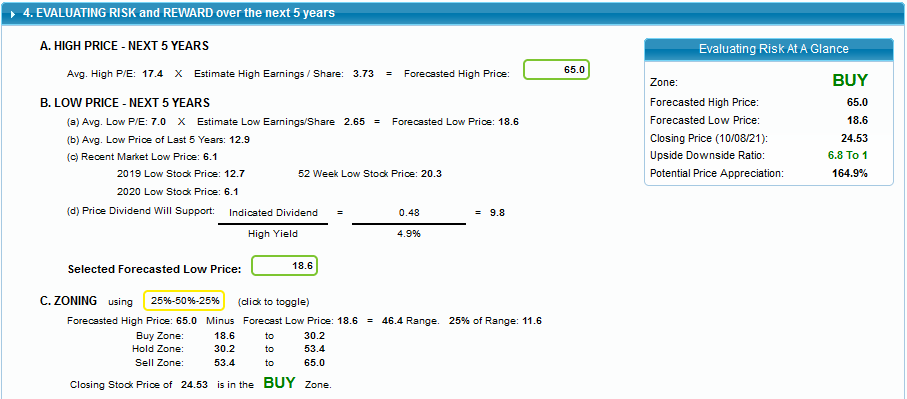 4. EVALUATING RISK and REWARD over the next 5 years
A. HIGH PRICE - NEXT 5 YEARS
Avg. High P/E: 17.4 X Estimate High Earnings / Share: 3.73 = Forecasted High Price: 65.0
B. LOW PRICE - NEXT 5 YEARS
(a) Avg. Low P/E: 7.0 X Estimate Low Earnings/Share 2.65 = Forecasted Low Price: 18.6
(b) Avg. Low Price of Last 5 Years: 12.9
(c) Recent Market Low Price: 6.1
2019 Low Stock Price: 12.7 52 Week Low Stock Price: 20.3
2020 Low Stock Price: 6.1
(d) Price Dividend Will Support: Indicated Dividend = 0.48 = 9.8
High Yield 4.9%
Selected Forecasted Low Price: 18.6
C. ZONING using 25%-50%-25% (click to toggle)
Forecasted High Price: 65.0 Minus Forecast Low Price: 18.6 = 46.4 Range. 25% of Range: 11.6
Buy Zone: 18.6 to 30.2
Hold Zone: 30.2 to 53.4
Sell Zone: 53.4 to 65.0
Closing Stock Price of 24.53 is in the BUY Zone.
Evaluating Risk At A Glance
Zone: BUY
Forecasted High Price: 65.0
Forecasted Low Price: 18.6
Closing Price (10/08/21): 24.53
Upside Downside Ratio: 6.8 To 1
Potential Price Appreciation: 164.9%